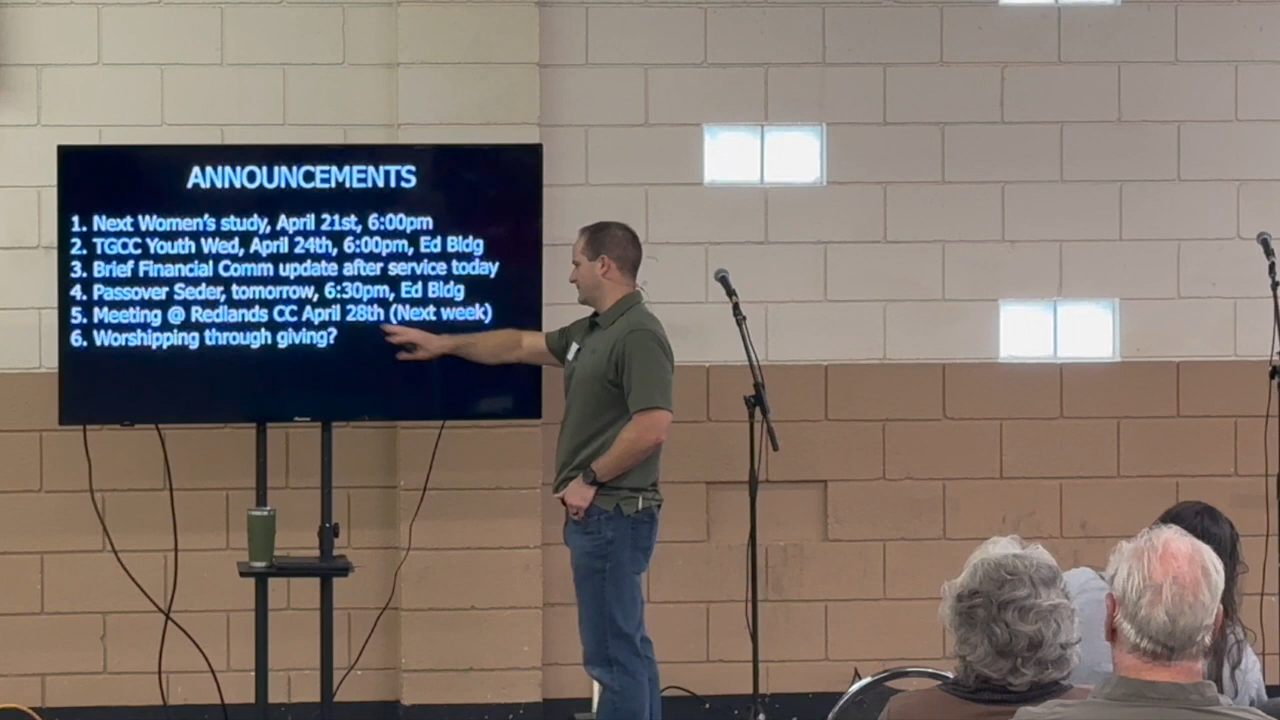 ANNOUNCEMENTS
1. Next Women's study, April 21st, 6:00pm
2. TGCC Youth Wed, April 24th, 6:00pm, Ed Bldg
3. Brief Financial Comm update after service today
4. Passover Seder, tomorrow, 6:30pm, Ed Bldg
5. Meeting @ Redlands CC April 28th (Next week)
6. Worshipping through giving?